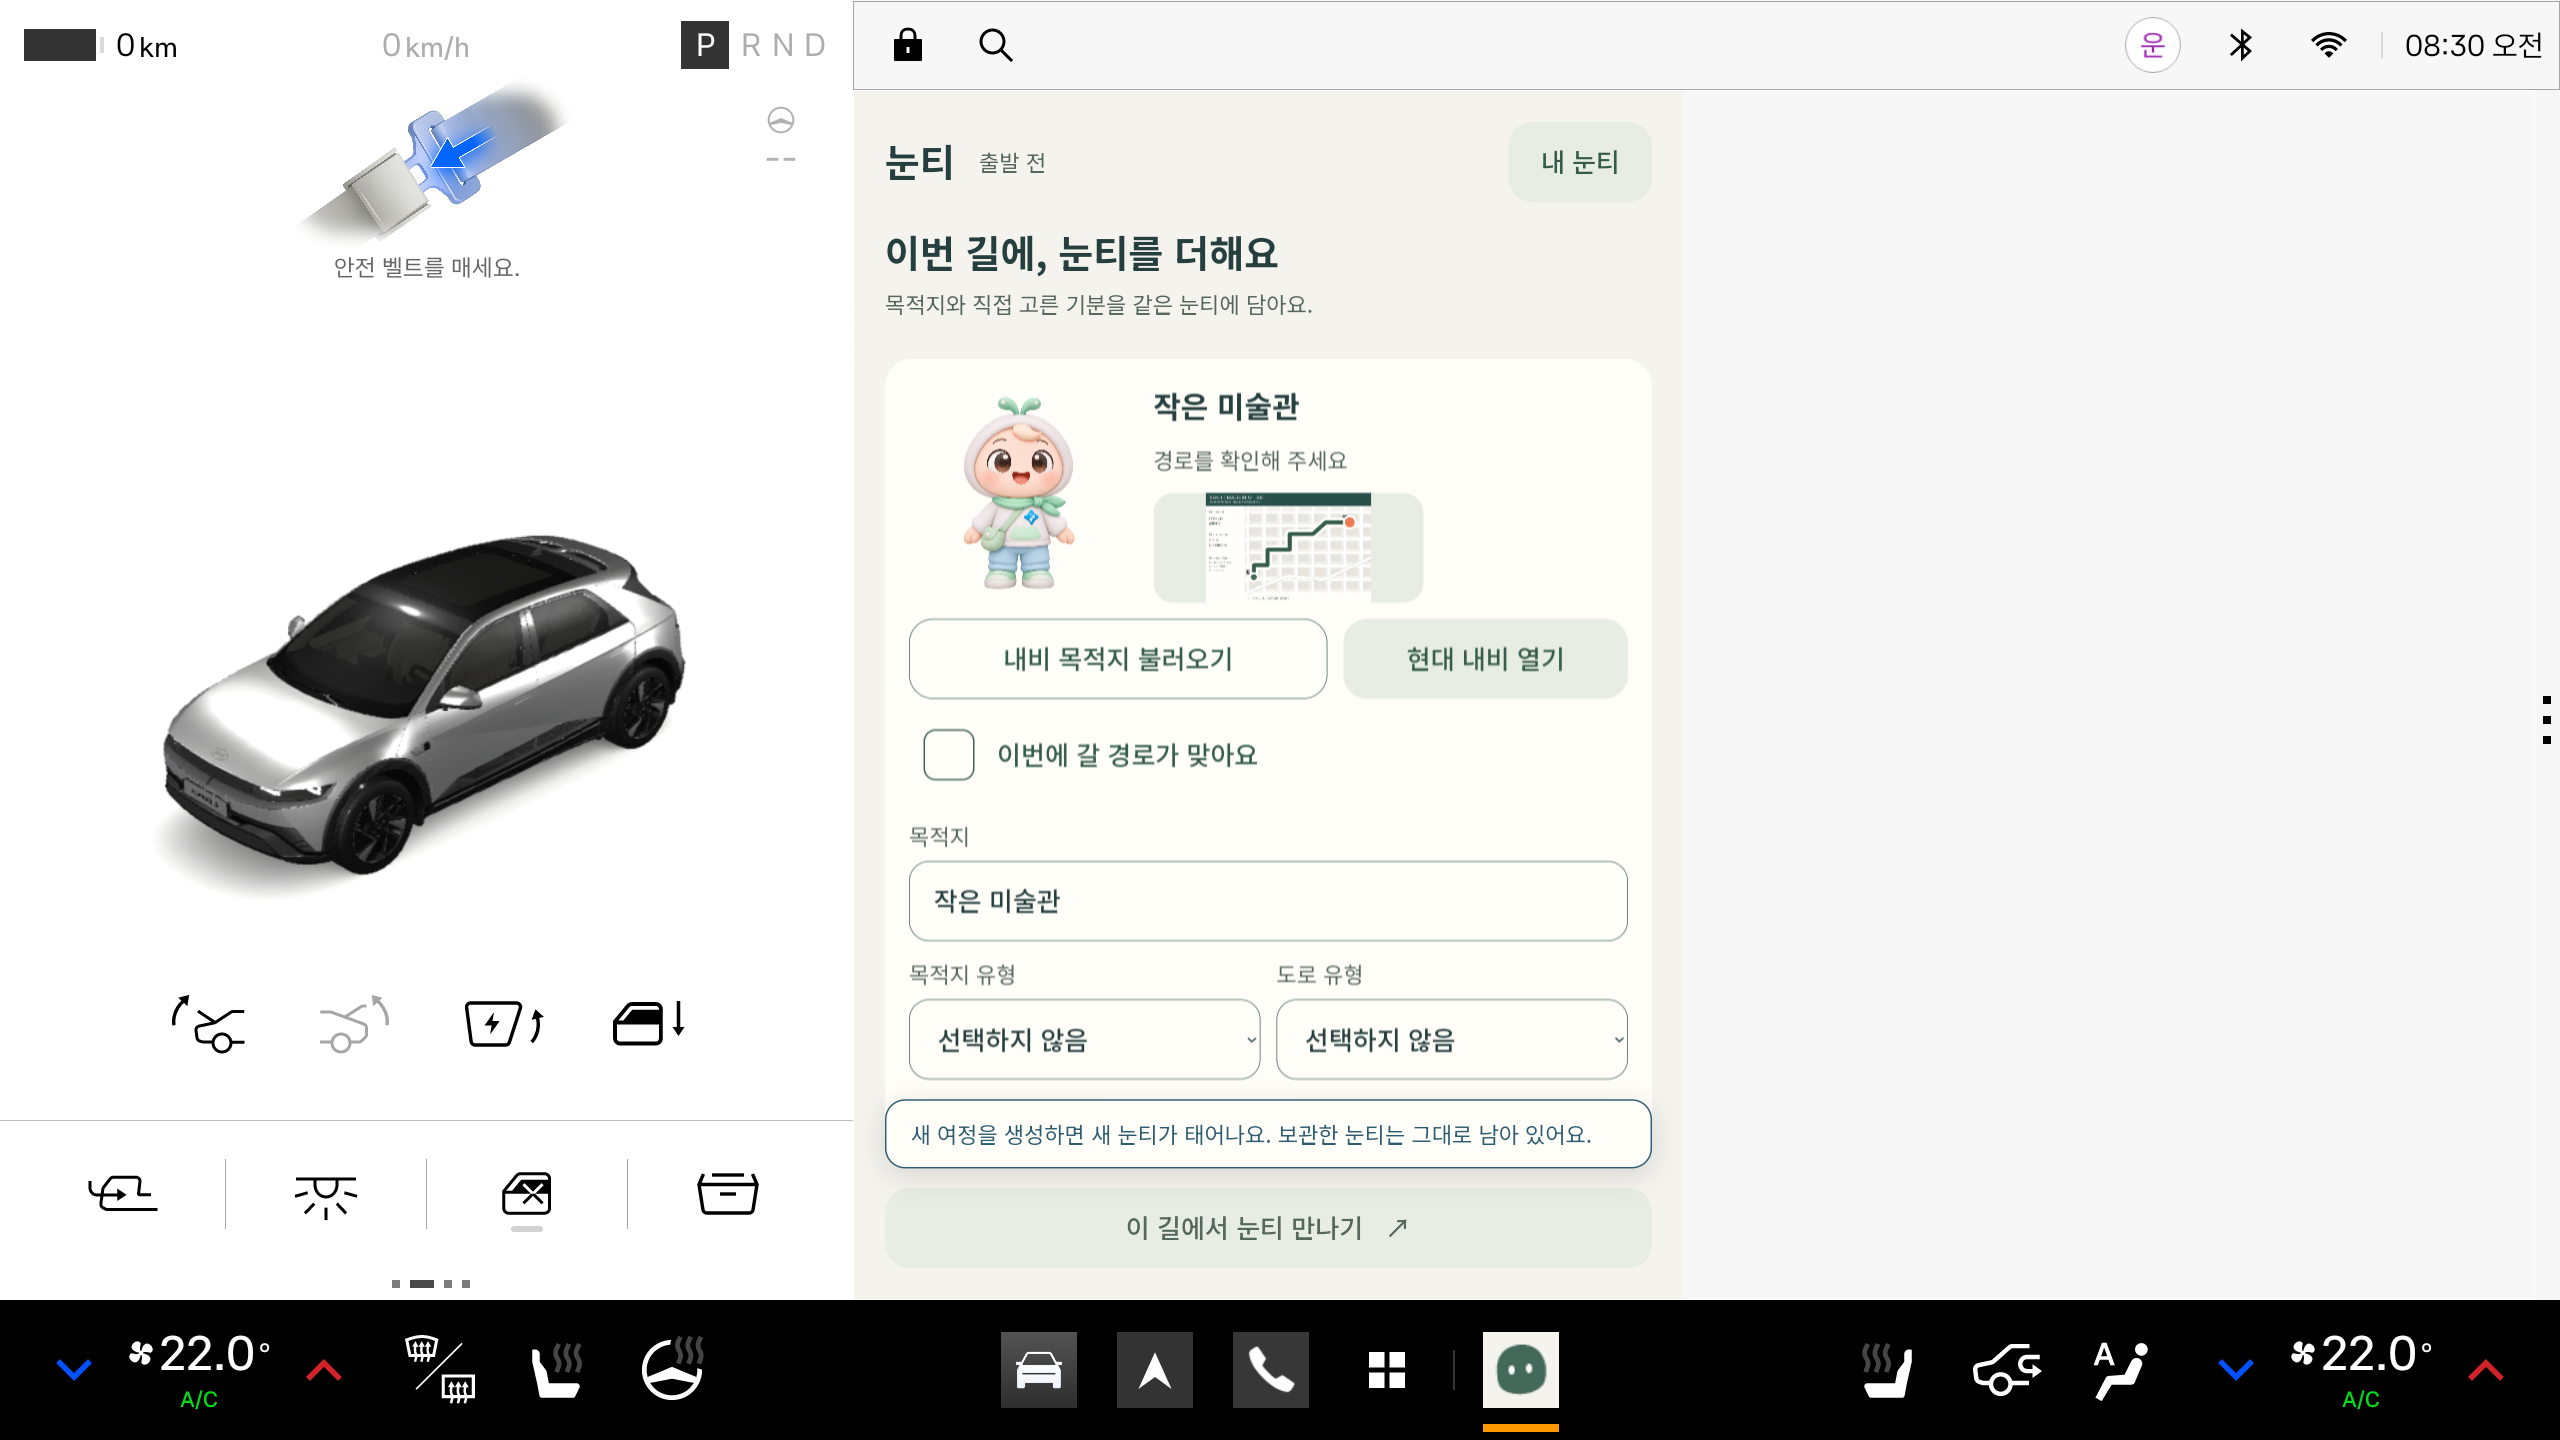 0 km
0 km/h
P R N D
운
08:30 오전
안전 벨트를 매세요.
눈티 출발 전
내 눈티
이번 길에, 눈티를 더해요
목적지와 직접 고른 기분을 같은 눈티에 담아요.
작은 미술관
경로를 확인해 주세요
내비 목적지 불러오기
현대 내비 열기
이번에 갈 경로가 맞아요
목적지
작은 미술관
목적지 유형
도로 유형
선택하지 않음
선택하지 않음
새 여정을 생성하면 새 눈티가 태어나요. 보관한 눈티는 그대로 남아 있어요.
이 길에서 눈티 만나기 ↗
22.0°
A/C
A
22.0°
A/C